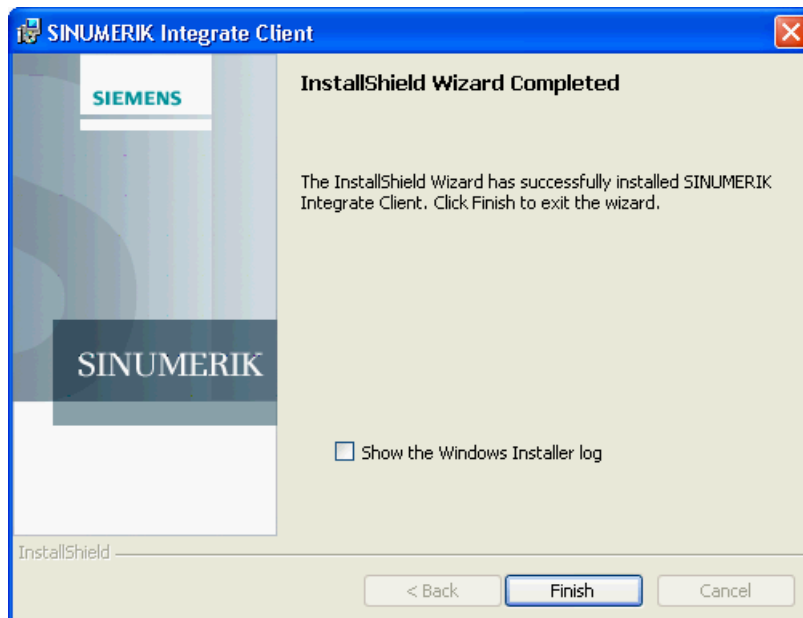 SINUMERIK Integrate Client
SIEMENS
InstallShield Wizard Completed
The InstallShield Wizard has successfully installed SINUMERIK
Integrate Client. Click Finish to exit the wizard.
SINUMERIK
Show the Windows Installer log
InstallShield
< Back
Finish
Cancel